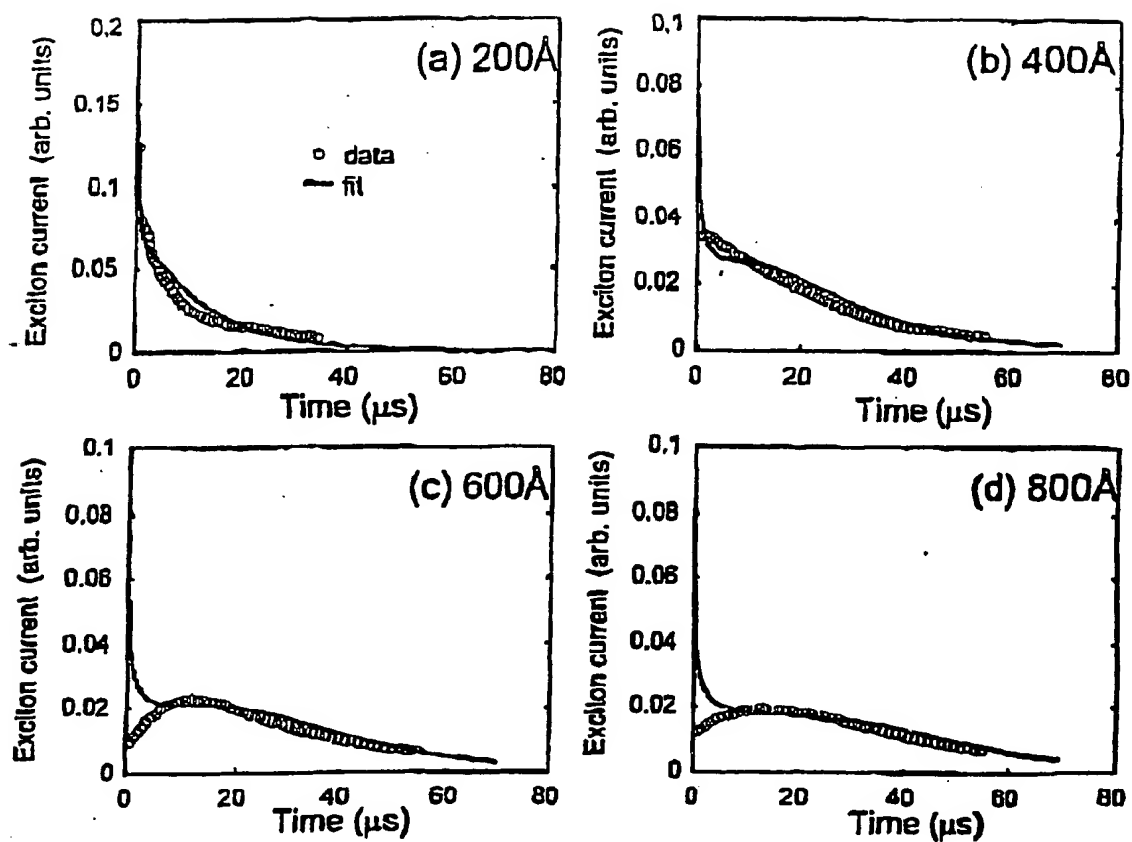 (a) 200Å
Exciton current (arb. units)
0.2
0.15
0.1
0.05
0
data
fit
0 20 40 60 80
Time (μs)
(b) 400Å
Exciton current (arb. units)
0.1
0.08
0.06
0.04
0.02
0
0 20 40 60 80
Time (μs)
(c) 600Å
Exciton current (arb. units)
0.1
0.08
0.06
0.04
0.02
0
0 20 40 60 80
Time (μs)
(d) 800Å
Exciton current (arb. units)
0.1
0.08
0.06
0.04
0.02
0
0 20 40 60 80
Time (μs)